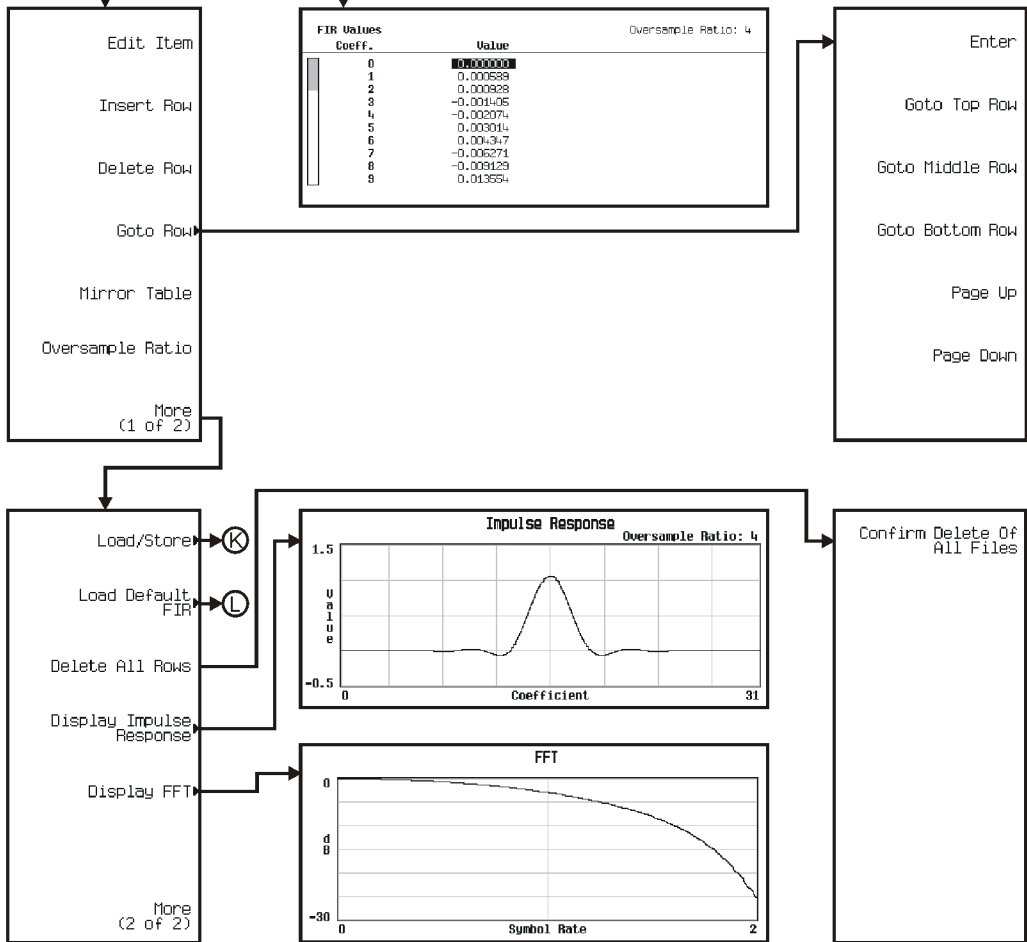 Edit Item
Insert Row
Delete Row
Goto Row
Mirror Table
Oversample Ratio
More
(1 of 2)
FIR Values
Oversample Ratio: 4
Coeff. Value
0 0.000000
1 0.000589
2 0.000928
3 -0.001405
4 -0.002074
5 0.003014
6 0.004347
7 -0.006271
8 -0.009129
9 0.013554
Enter
Goto Top Row
Goto Middle Row
Goto Bottom Row
Page Up
Page Down
Load/Store
K
Load Default
FIR
L
Delete All Rows
Display Impulse
Response
Display FFT
More
(2 of 2)
Impulse Response
Oversample Ratio: 4
1.5
Value
-0.5
0 Coefficient 31
FFT
0
dB
-30
0 Symbol Rate 2
Confirm Delete Of
All Files